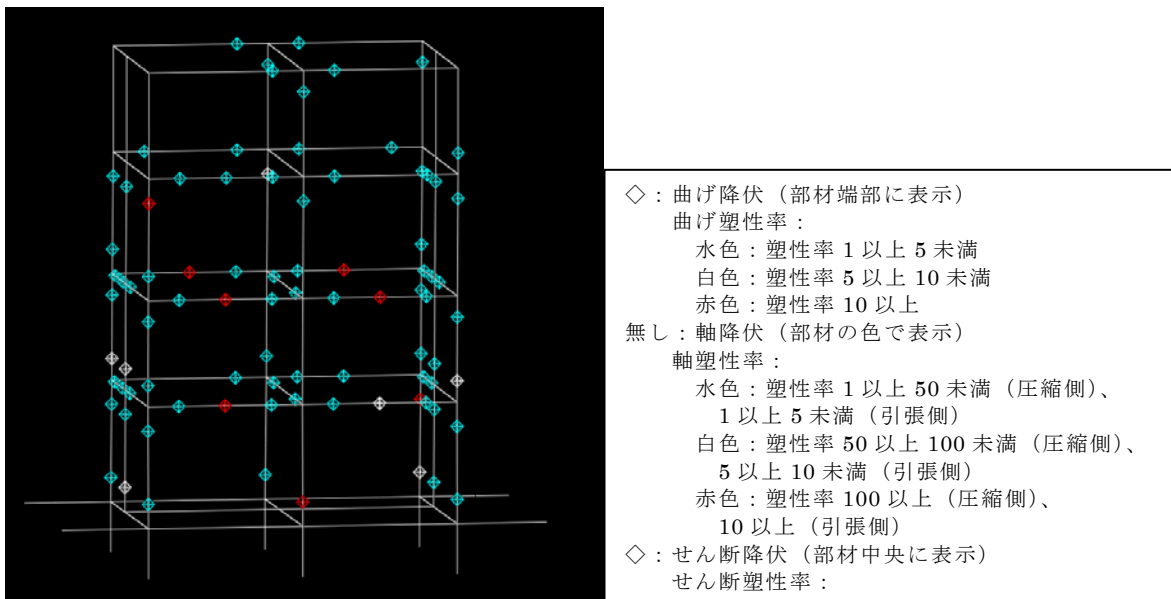 ◇：曲げ降伏（部材端部に表示）
曲げ塑性率：
水色：塑性率 1 以上 5 未満
白色：塑性率 5 以上 10 未満
赤色：塑性率 10 以上
無し：軸降伏（部材の色で表示）
軸塑性率：
水色：塑性率 1 以上 50 未満（圧縮側）、
1 以上 5 未満（引張側）
白色：塑性率 50 以上 100 未満（圧縮側）、
5 以上 10 未満（引張側）
赤色：塑性率 100 以上（圧縮側）、
10 以上（引張側）
◇：せん断降伏（部材中央に表示）
せん断塑性率：